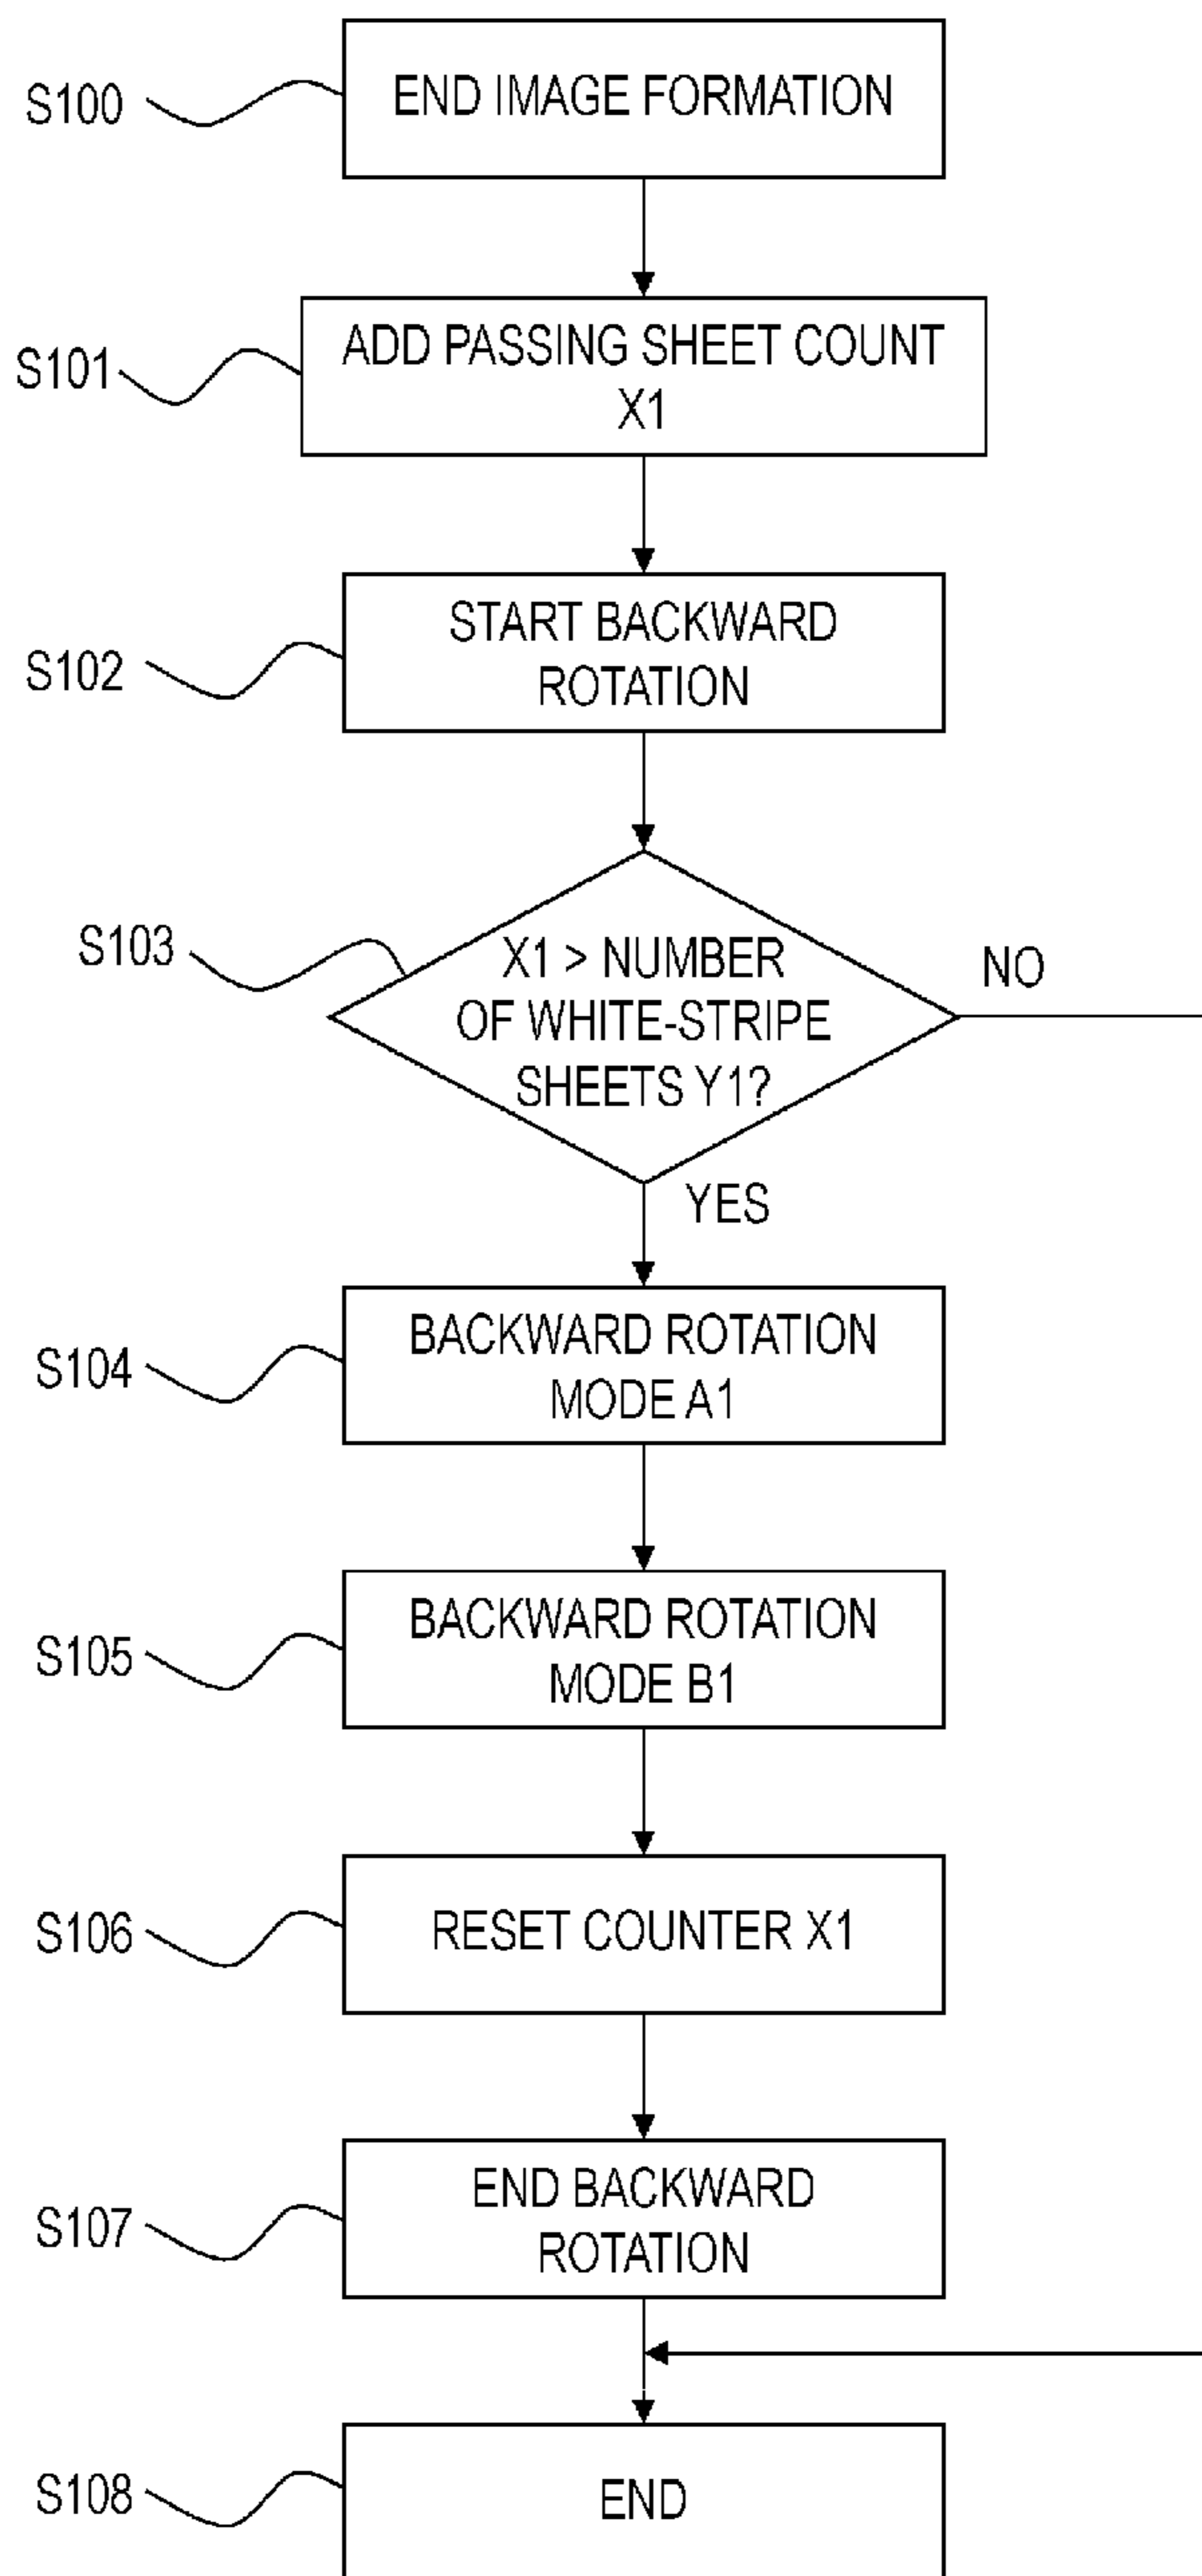 S100
END IMAGE FORMATION
S101
ADD PASSING SHEET COUNT
X1
S102
START BACKWARD
ROTATION
S103
X1 > NUMBER
OF WHITE-STRIPE
SHEETS Y1?
NO
YES
S104
BACKWARD ROTATION
MODE A1
S105
BACKWARD ROTATION
MODE B1
S106
RESET COUNTER X1
S107
END BACKWARD
ROTATION
S108
END